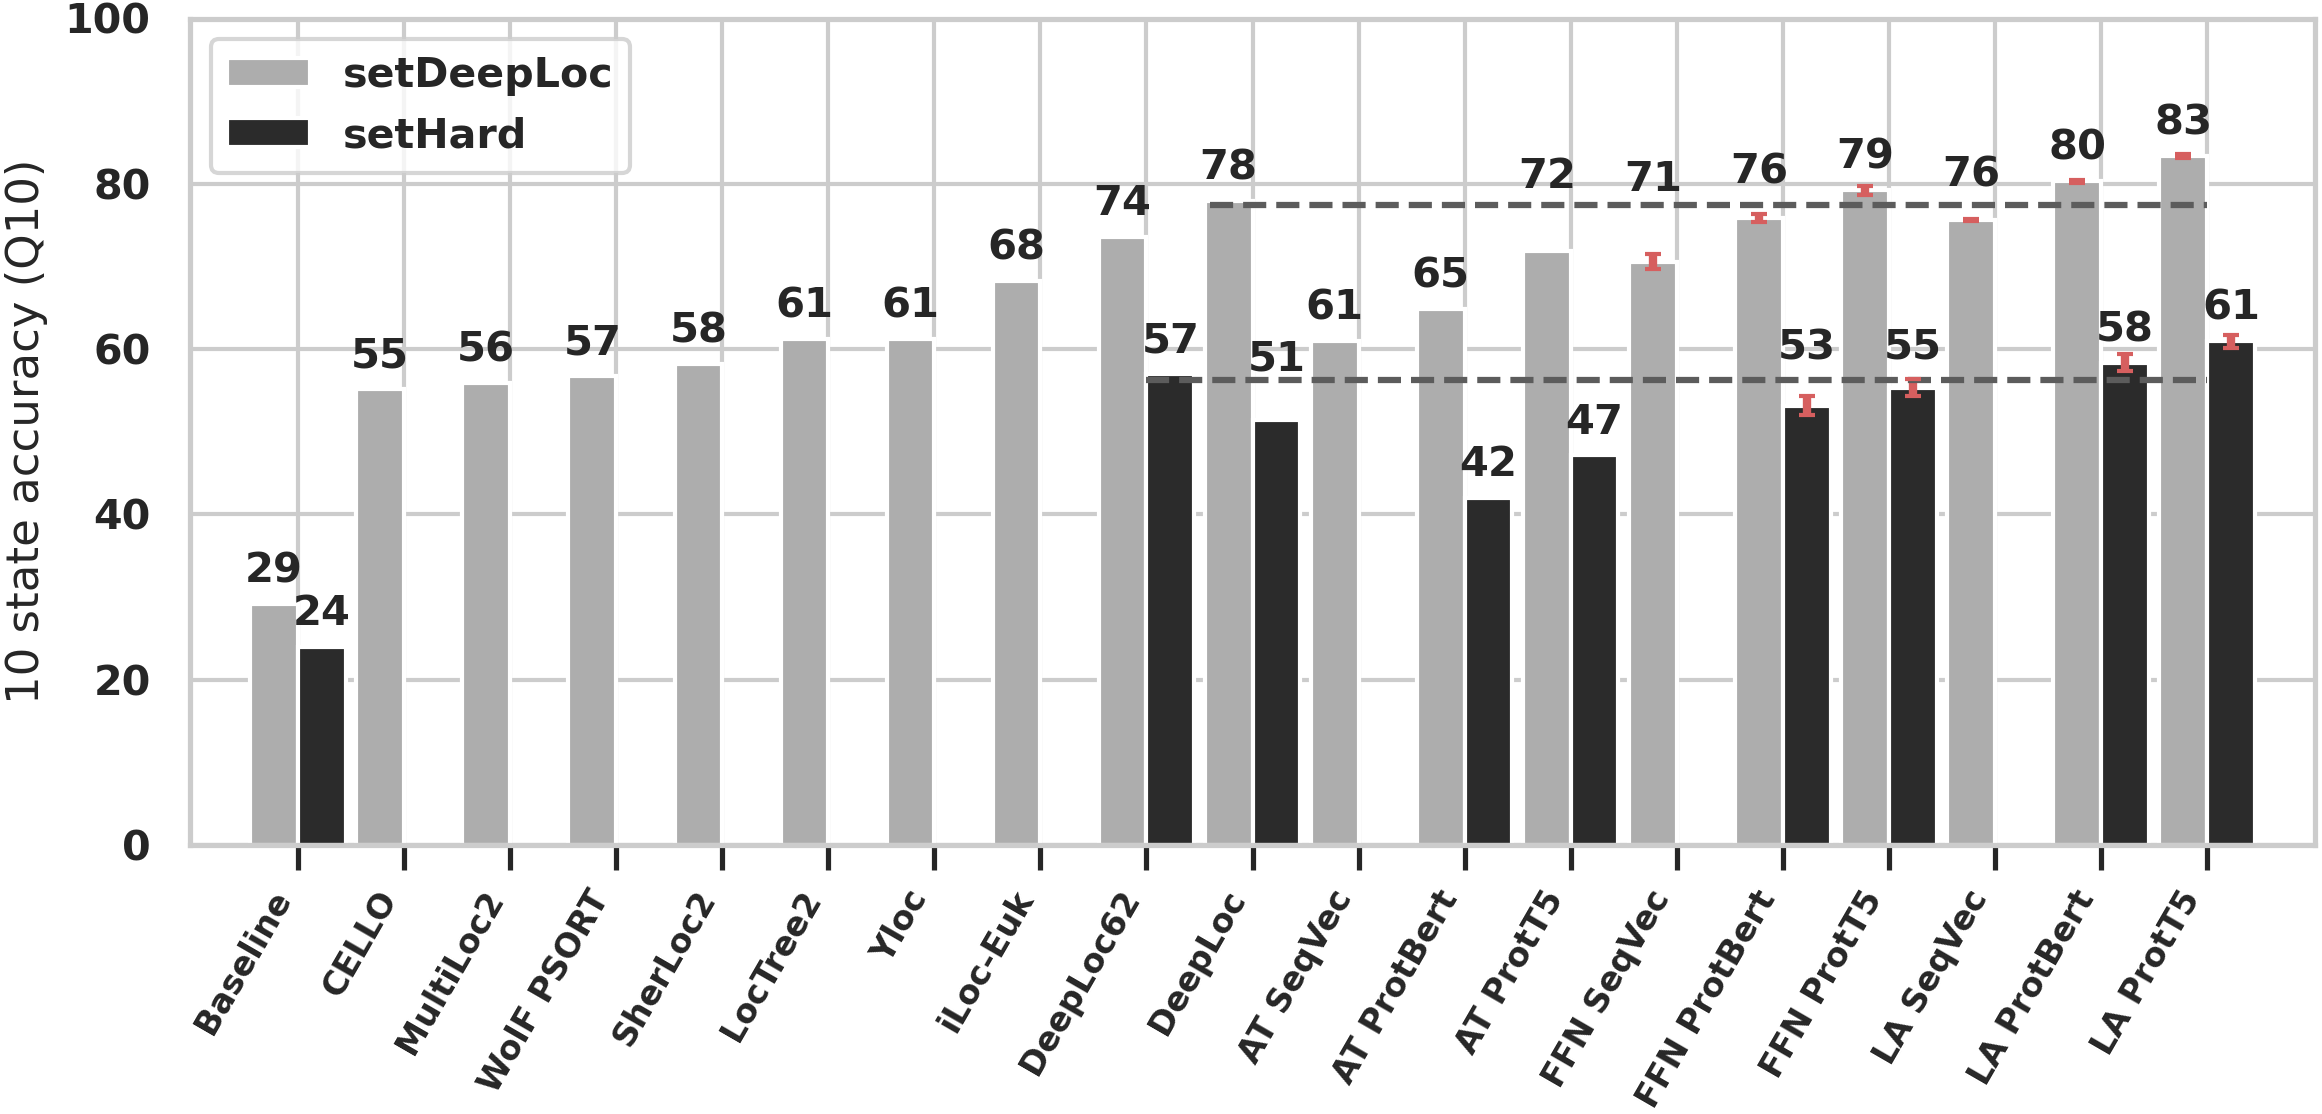 10 state accuracy (Q10)
100
80
60
40
20
0
setDeepLoc
setHard
29
24
55
56
57
58
61
61
68
74
57
78
51
61
65
42
72
47
71
76
53
79
55
76
80
58
83
61
Baseline
CELLO
MultiLoc2
WolF PSORT
SherLoc2
LocTree2
Yloc
iLoc-Euk
DeepLoc62
DeepLoc
AT SeqVec
AT ProtBert
AT ProtT5
FFN SeqVec
FFN ProtBert
FFN ProtT5
LA SeqVec
LA ProtBert
LA ProtT5